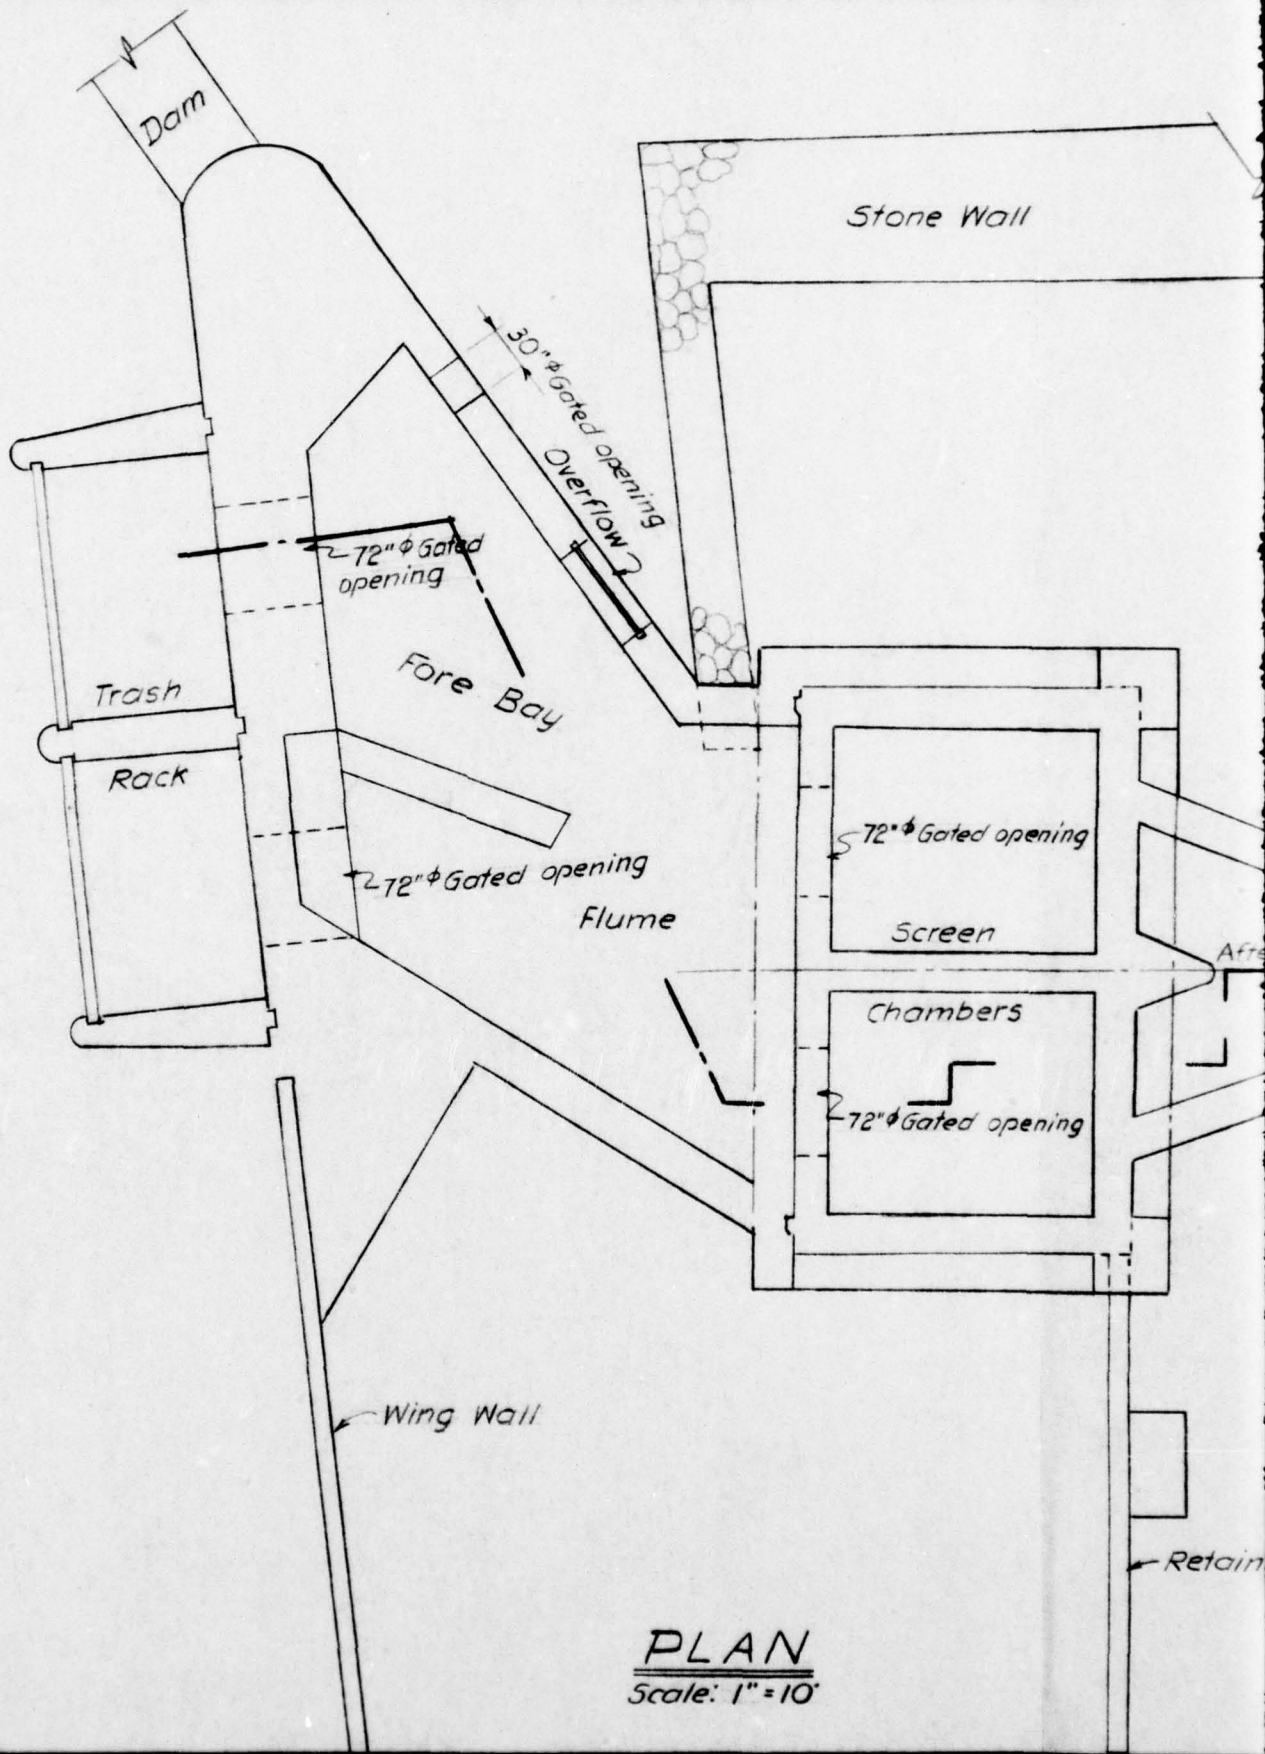 Dam
Stone Wall
30"ϕ Gated opening
Overflow
72"ϕ Gated
opening
Fore Bay
Trash
Rack
72"ϕ Gated opening
72"ϕ Gated opening
Flume
Screen
Afte
Chambers
72"ϕ Gated opening
Wing Wall
Retain
PLAN
Scale: 1" = 10'